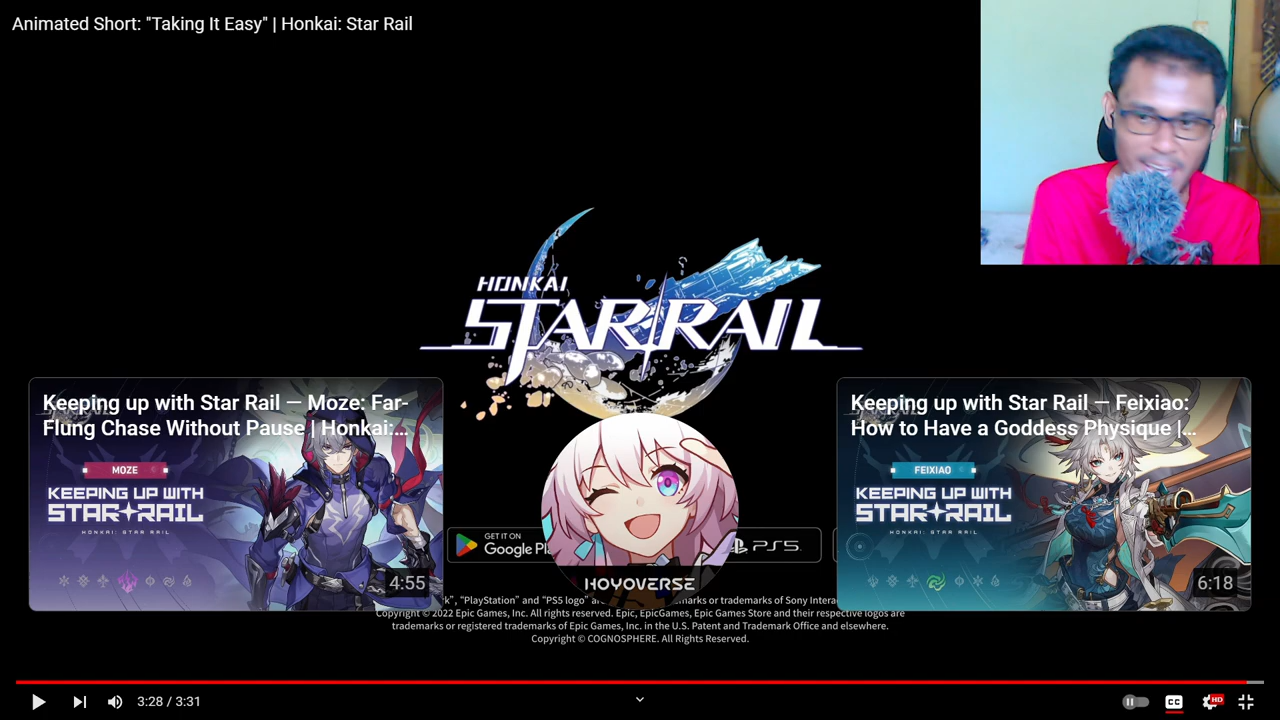 Animated Short: "Taking It Easy" | Honkai: Star Rail
HONKAI
STAR RAIL
Keeping up with Star Rail — Moze: Far-
Flung Chase Without Pause | Honkai:...
MOZE
KEEPING UP WITH
STAR RAIL
HONKAI: STAR RAIL
4:55
Keeping up with Star Rail — Feixiao:
How to Have a Goddess Physique |...
FEIXIAO
KEEPING UP WITH
STAR RAIL
HONKAI: STAR RAIL
6:18
GET IT ON
Google
PS5
HOYOVERSE
", "PlayStation" and "PS5 logo" marks or trademarks of Sony
Copyright © 2022 Epic Games, Inc. All rights reserved. Epic, EpicGames, Epic Games Store and their respective logos are
trademarks or registered trademarks of Epic Games, Inc. in the U.S. Patent and Trademark Office and elsewhere.
Copyright © COGNOSPHERE. All Rights Reserved.
3:28 / 3:31
CC
HD